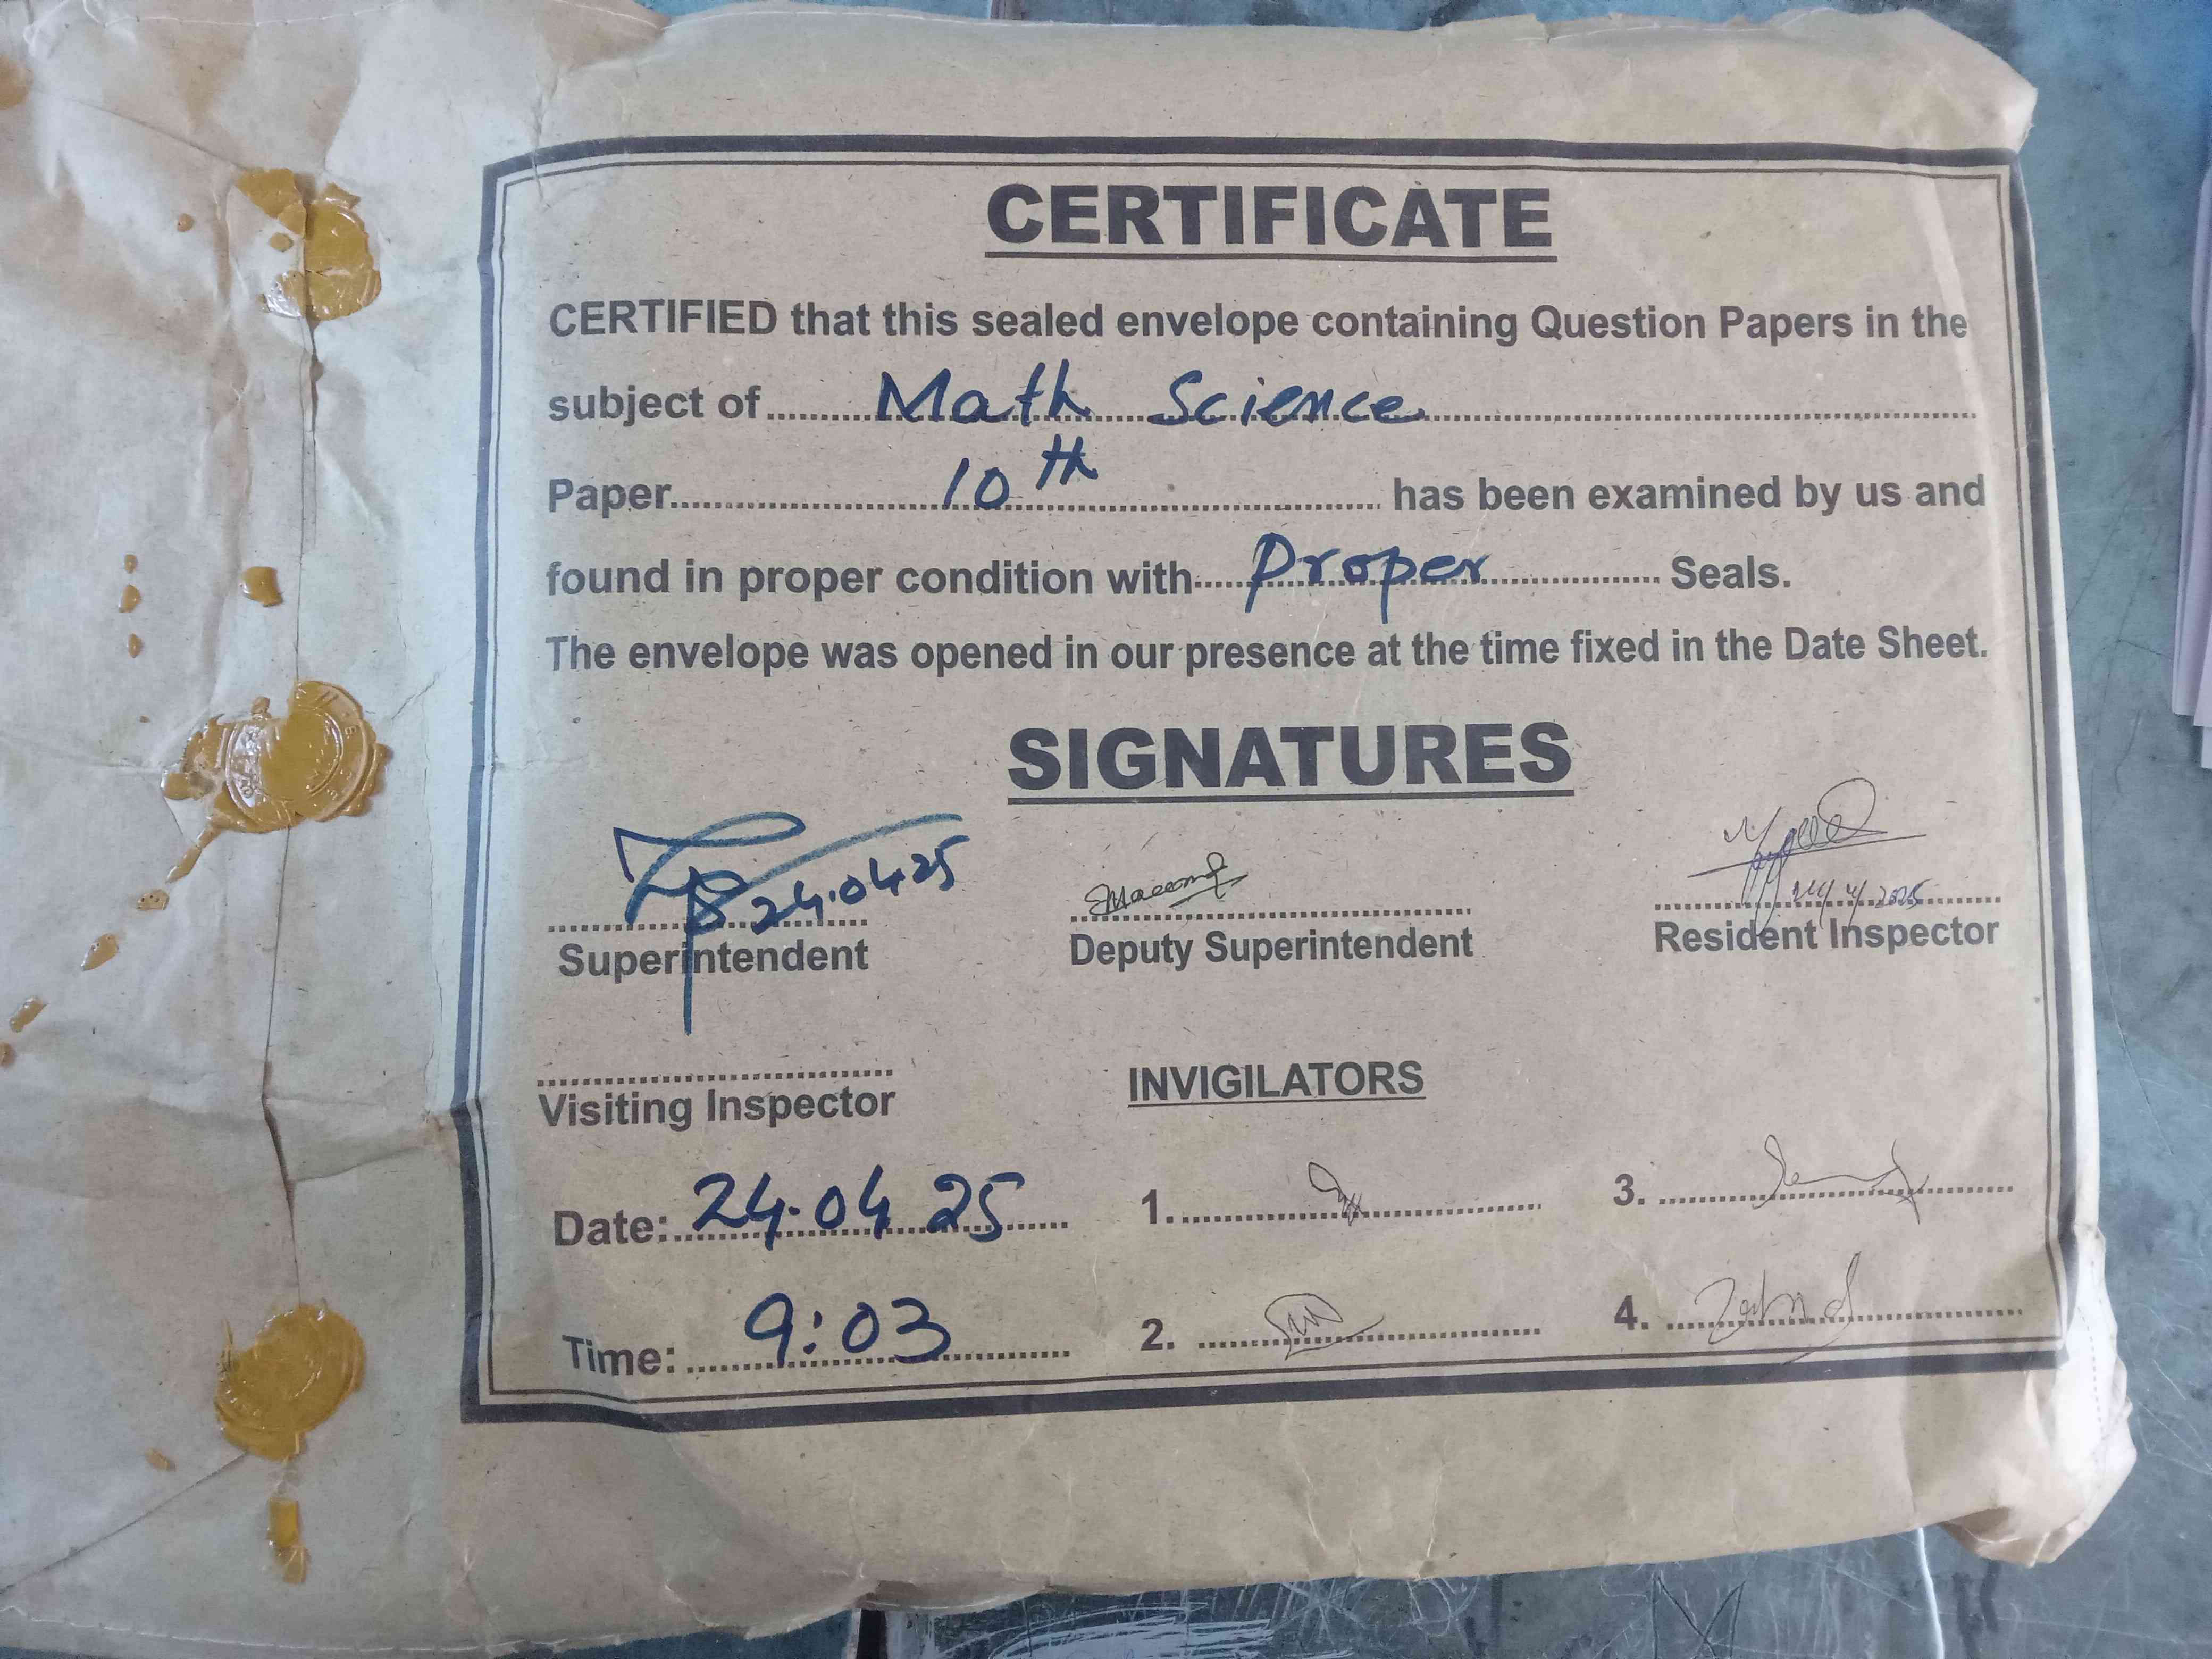 CERTIFICATE
CERTIFIED that this sealed envelope containing Question Papers in the
subject of Math Science
Paper 10th has been examined by us and
found in proper condition with Proper Seals.
The envelope was opened in our presence at the time fixed in the Date Sheet.
SIGNATURES
24.04.25
24/4/2025
Superintendent Deputy Superintendent Resident Inspector
Visiting Inspector INVIGILATORS
Date: 24.04.25 1. 3.
Time: 9:03 2. 4.